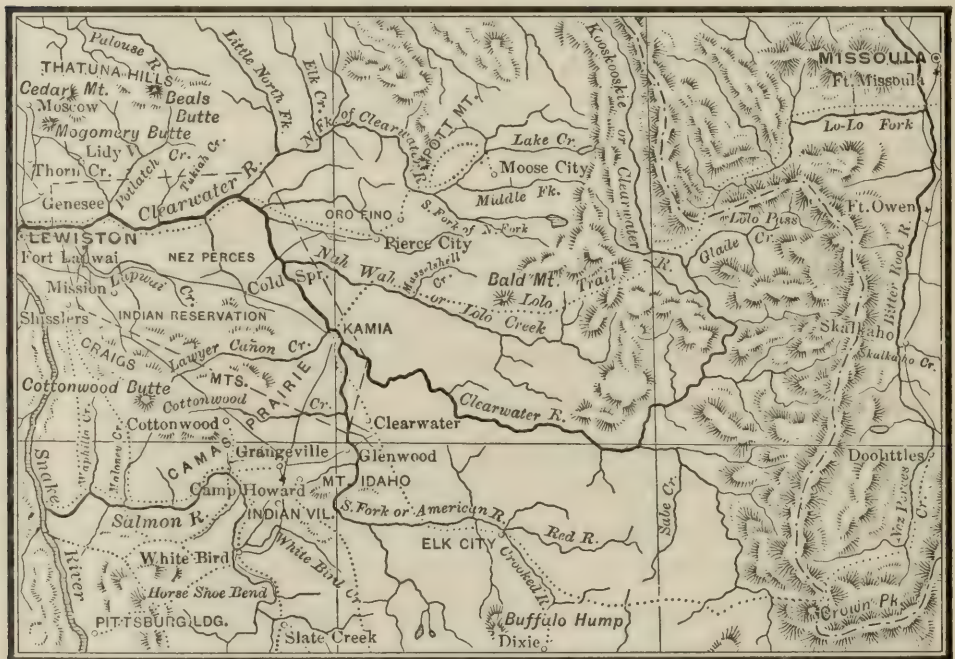 Palouse R.
THATUNA HILLS
Cedar Mt.
Moscow
Beals
Butte
Mogomery Butte
Lidy V.
Thorn Cr.
Potlatch Cr.
Genesee
Clearwater R.
Little North Fk
Elk Cr.
N. Fk of Clearwater R.
Lake Cr.
Moose City
Middle Fk.
S. Fork of N. Fork
ORO FINO
Pierce City
Kooskooskie or Clearwater R.
MISSOULA
Ft. Missoula
Lo-Lo Fork
Ft. Owen
Lolo Pass
Glade Cr.
Bitter Root R.
LEWISTON
Fort Lapwai
NEZ PERCES
Mission
Lapwai Cr.
INDIAN RESERVATION
Cold Spr.
Nah Wah or Lolo Creek
Musselshell Cr.
Bald Mt.
Lolo Trail
Skalkaho
Skalkaho Cr.
Shisslers
CRAIGS MTS.
Lawyer Cañon Cr.
KAMIA
Cottonwood Butte
Cottonwood Cr.
Cottonwood
CAMAS PRAIRIE
Clearwater
Clearwater R.
Maloney Cr.
Grangeville
Glenwood
Doolittles
Snake River
Camp Howard
MT. IDAHO
INDIAN VIL.
Salmon R.
S. Fork or American R.
ELK CITY
Red R.
Sabe Cr.
Nez Perces Cr.
White Bird
White Bird Cr.
Horse Shoe Bend
Crooked R.
PITTSBURG LDG.
Slate Creek
Buffalo Hump
Dixie
Crown Pk.